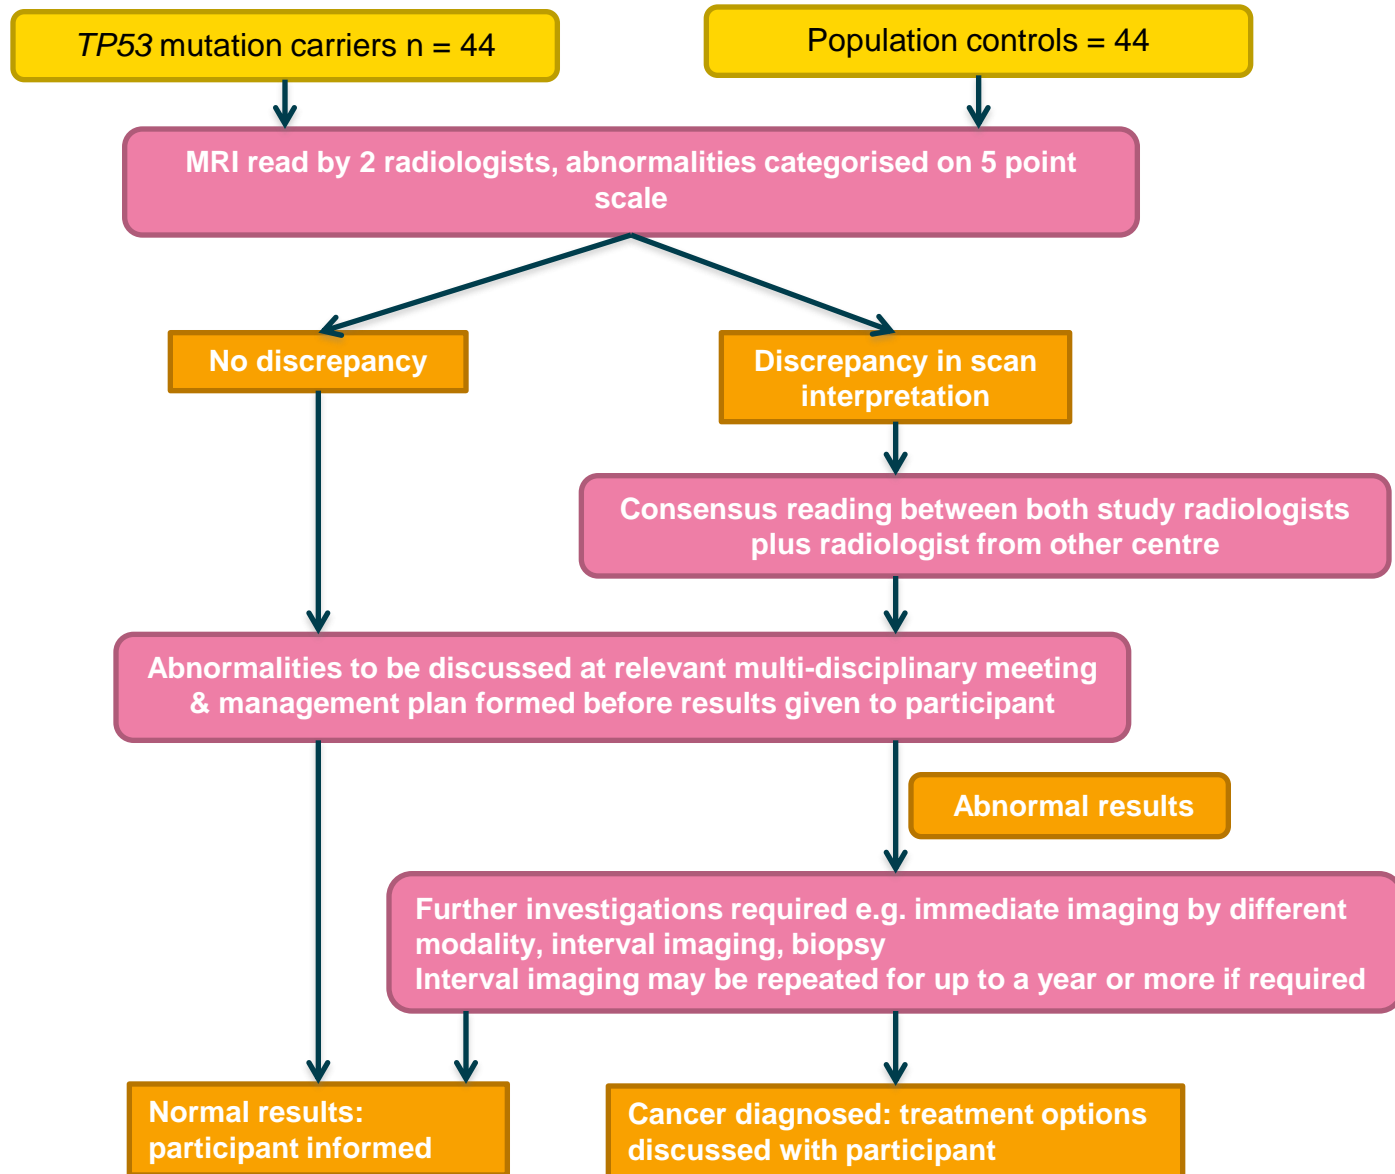 TP53 mutation carriers n = 44
Population controls = 44
MRI read by 2 radiologists, abnormalities categorised on 5 point
scale
No discrepancy
Discrepancy in scan
interpretation
Consensus reading between both study radiologists
plus radiologist from other centre
Abnormalities to be discussed at relevant multi-disciplinary meeting
& management plan formed before results given to participant
Abnormal results
Further investigations required e.g. immediate imaging by different
modality, interval imaging, biopsy
Interval imaging may be repeated for up to a year or more if required
Normal results:
participant informed
Cancer diagnosed: treatment options
discussed with participant